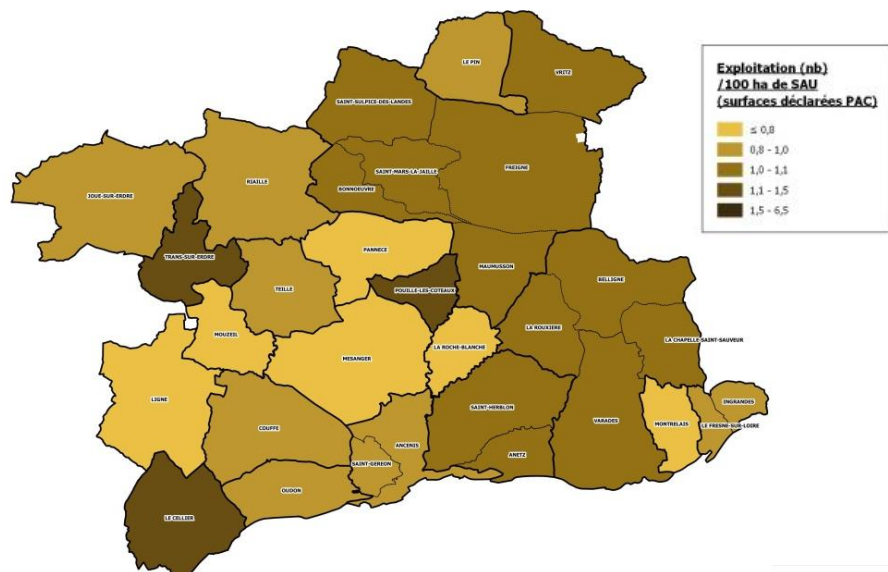 LE PIN
VRITZ
SAINT-SULPICE-DES-LANDES
Exploitation (nb)
/100 ha de SAU
(surfaces déclarées PAC)
≤ 0,8
0,8 - 1,0
1,0 - 1,1
1,1 - 1,5
1,5 - 6,5
FREIGNE
SAINT-MARS-LA-JAILLE
RIAILLE
BONNOEUVRE
JOUE-SUR-ERDRE
PANNECE
TRANS-SUR-ERDRE
MAUMUSSON
BELLIGNE
TEILLE
POUILLE-LES-COTEAUX
LA ROUXIERE
MOUZEIL
LA CHAPELLE-SAINT-SAUVEUR
LA ROCHE-BLANCHE
MESANGER
LIGNE
INGRANDES
SAINT-HERBLON
VARADES
MONTRELAIS
LE FRESNE-SUR-LOIRE
COUFFE
ANCENIS
ANETZ
SAINT-GEREON
OUDON
LE CELLIER